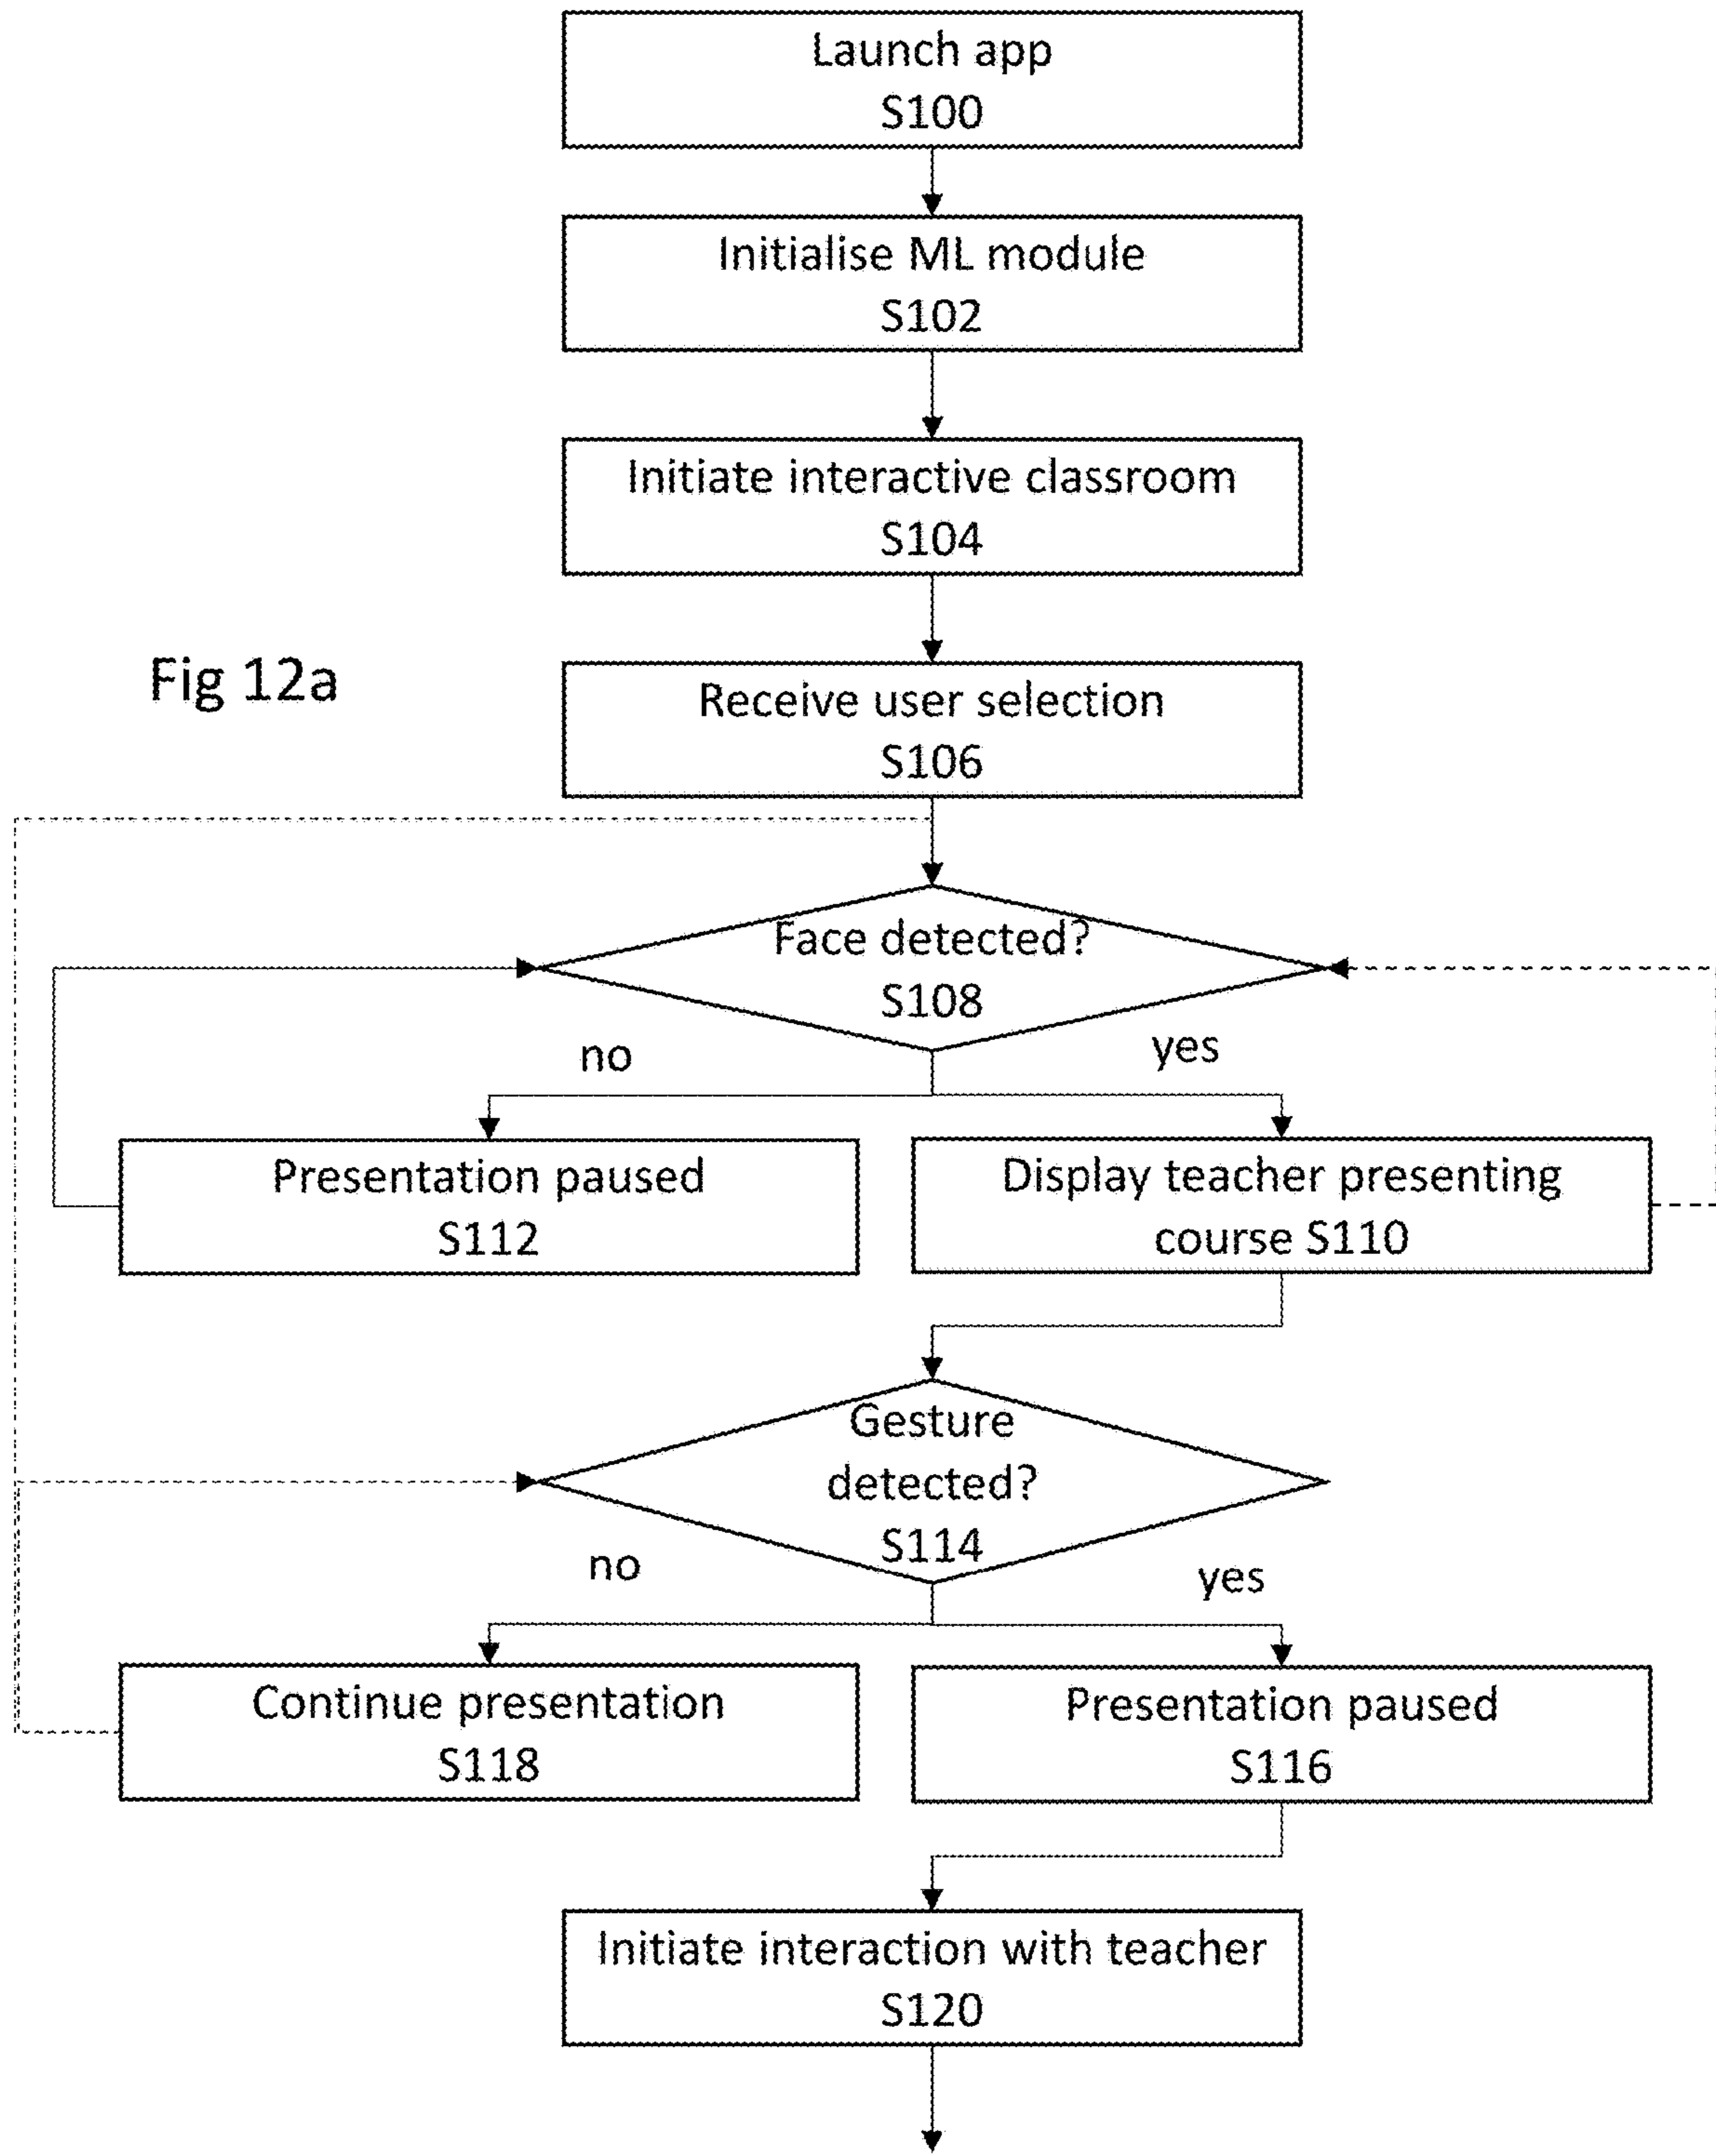 Launch app
S100
Initialise ML module
S102
Initiate interactive classroom
S104
Fig 12a
Receive user selection
S106
Face detected?
S108
no
yes
Presentation paused
S112
Display teacher presenting
course S110
Gesture
detected?
S114
no
yes
Continue presentation
S118
Presentation paused
S116
Initiate interaction with teacher
S120